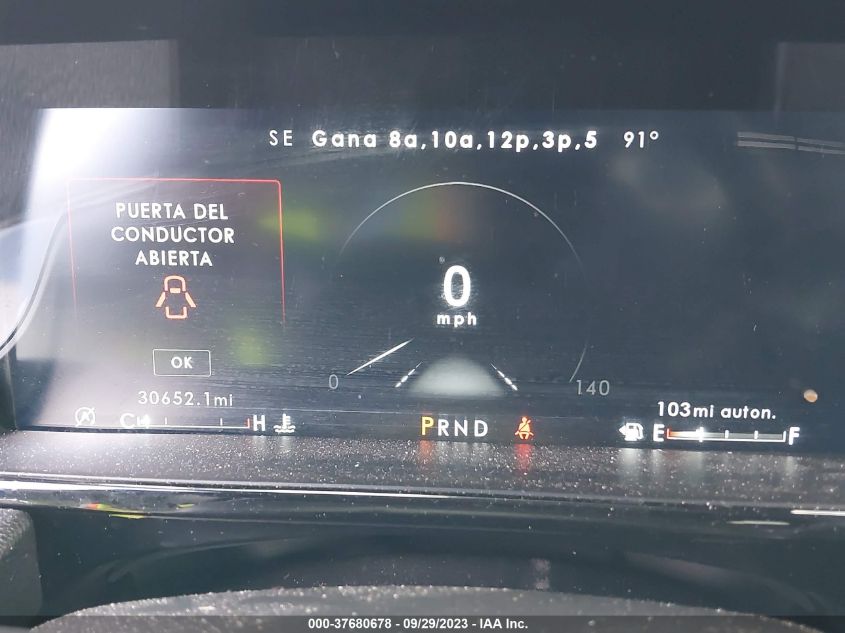 SE Gana 8a,10a,12p,3p,5 91°
PUERTA DEL
CONDUCTOR
ABIERTA
OK
0
mph
0
140
30652.1mi
103mi auton.
C H
PRND
E F
000-37680678 - 09/29/2023 - IAA Inc.